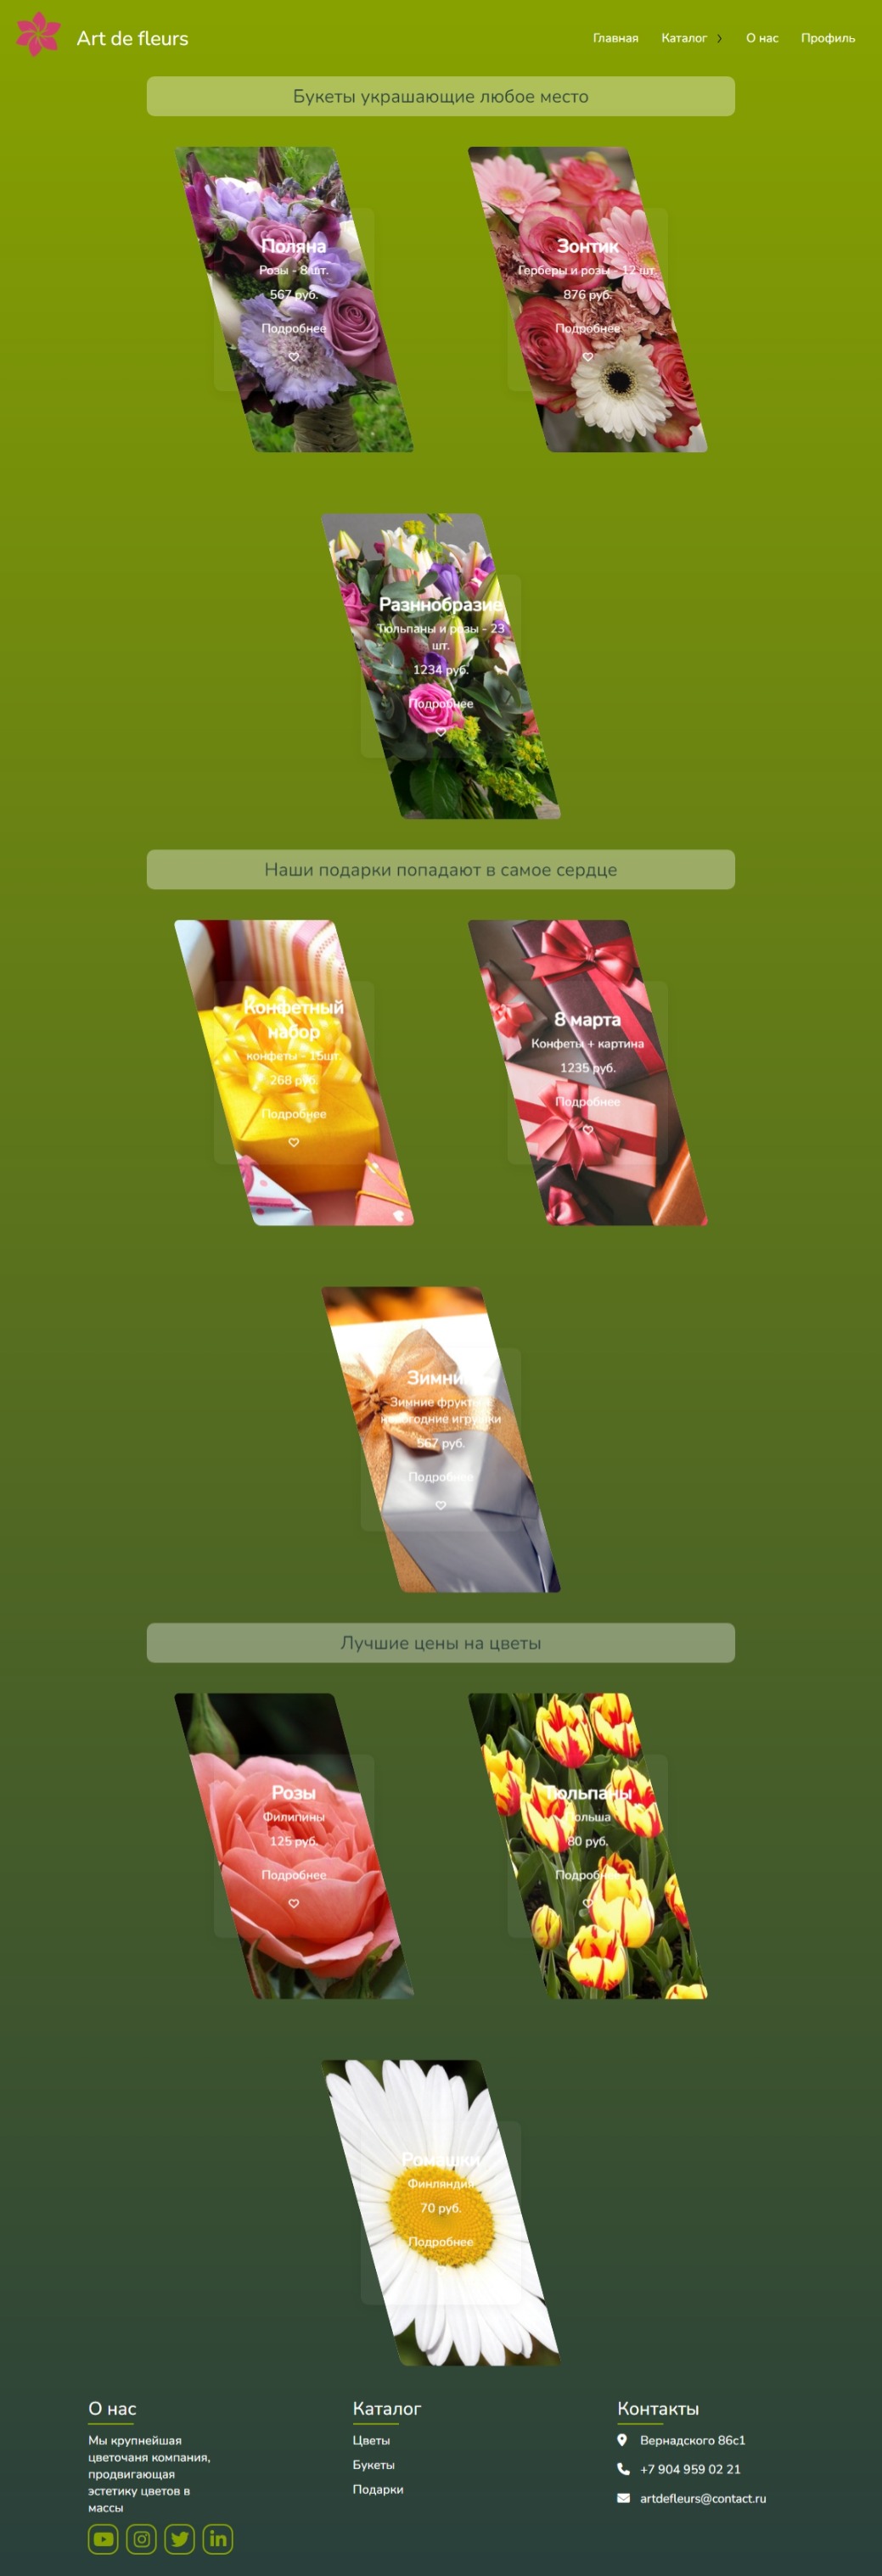 Art de fleurs
Главная Каталог О нас Профиль
Букеты украшающие любое место
Поляна
Розы - 8 шт.
567 руб.
Подробнее
Зонтик
Герберы и розы - 12 шт.
876 руб.
Подробнее
Разннобразие
Тюльпаны и розы - 23
шт.
1234 руб.
Подробнее
Наши подарки попадают в самое сердце
Конфетный
набор
конфеты - 15шт.
268 руб.
Подробнее
8 марта
Конфеты + картина
1235 руб.
Подробнее
Зимние
Зимние фрукты и
новогодние игрушки
567 руб.
Подробнее
Лучшие цены на цветы
Розы
Филипины
125 руб.
Подробнее
Тюльпаны
Польша
80 руб.
Подробнее
Ромашки
Финляндия
70 руб.
Подробнее
О нас
Мы крупнейшая
цветочаня компания,
продвигающая
эстетику цветов в
массы
Каталог
Цветы
Букеты
Подарки
Контакты
Вернадского 86с1
+7 904 959 02 21
artdefleurs@contact.ru